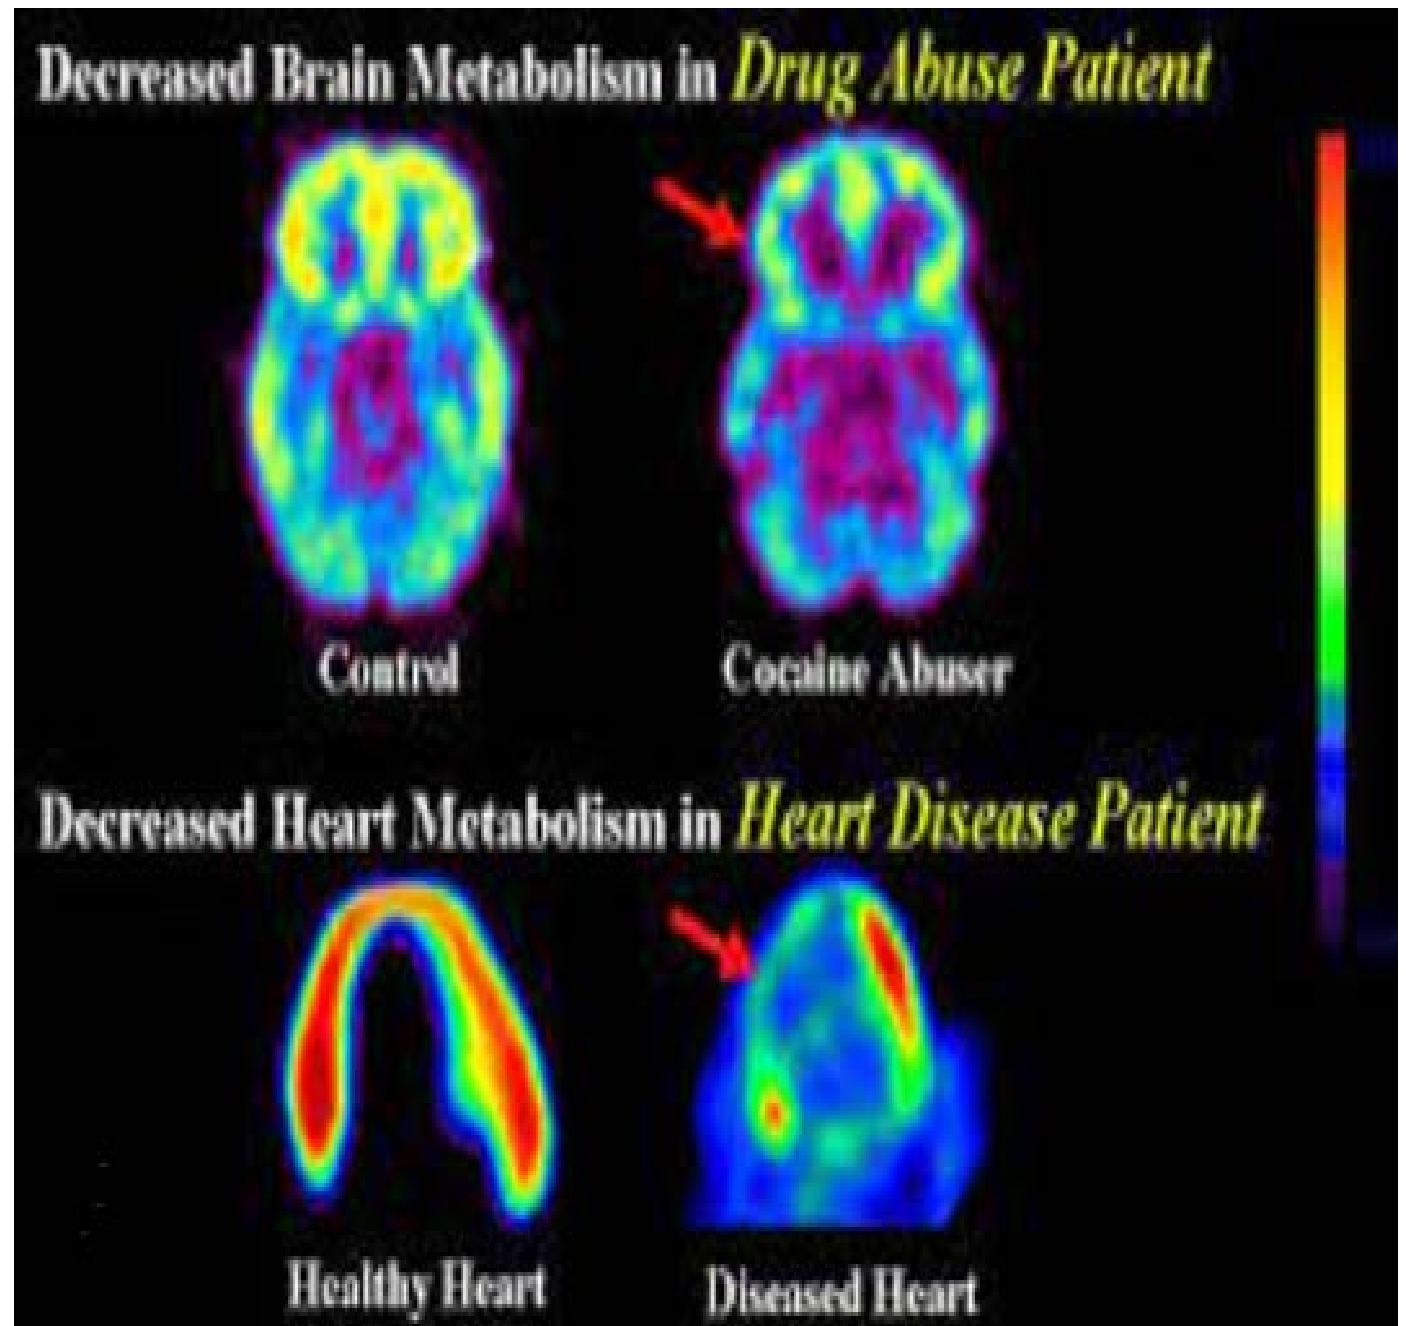 Decreased Brain Metabolism in Drug Abuse Patient
Control
Cocaine Abuser
Decreased Heart Metabolism in Heart Disease Patient
Healthy Heart
Diseased Heart